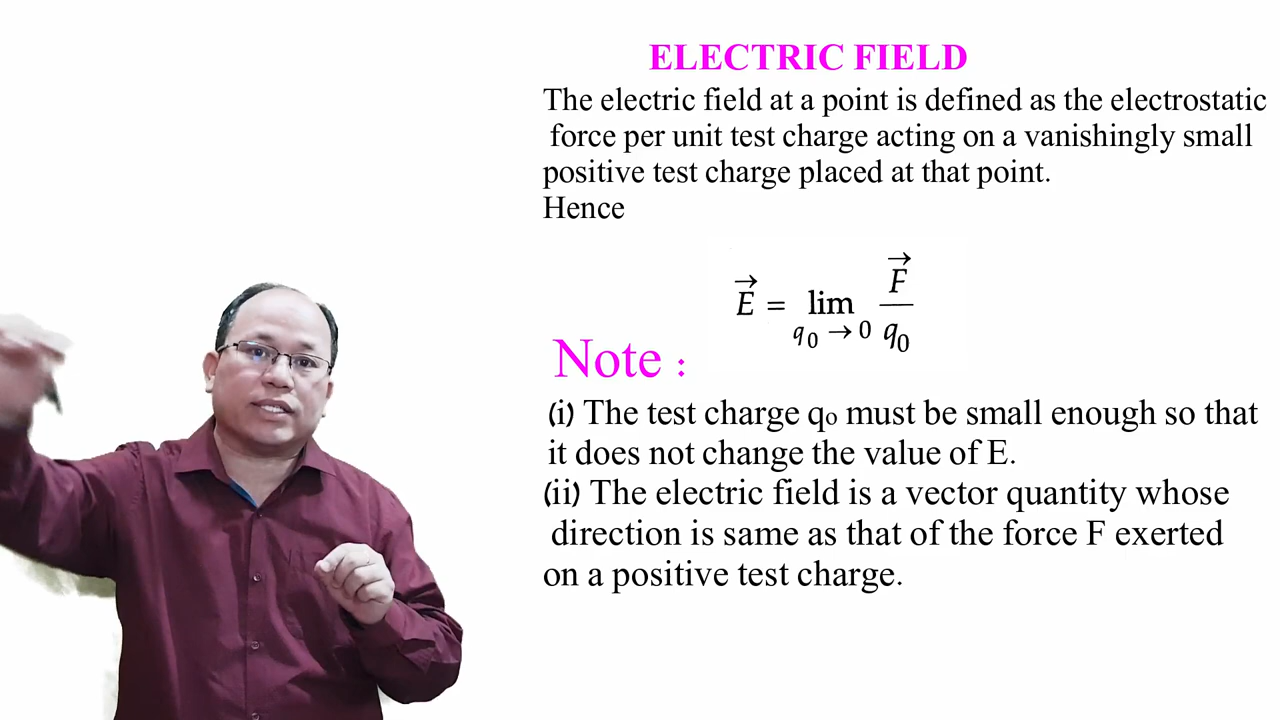 ELECTRIC FIELD
The electric field at a point is defined as the electrostatic
force per unit test charge acting on a vanishingly small
positive test charge placed at that point.
Hence
E⃗ = lim q₀ → 0 F⃗ / q₀
Note :
(i) The test charge qo must be small enough so that
it does not change the value of E.
(ii) The electric field is a vector quantity whose
direction is same as that of the force F exerted
on a positive test charge.